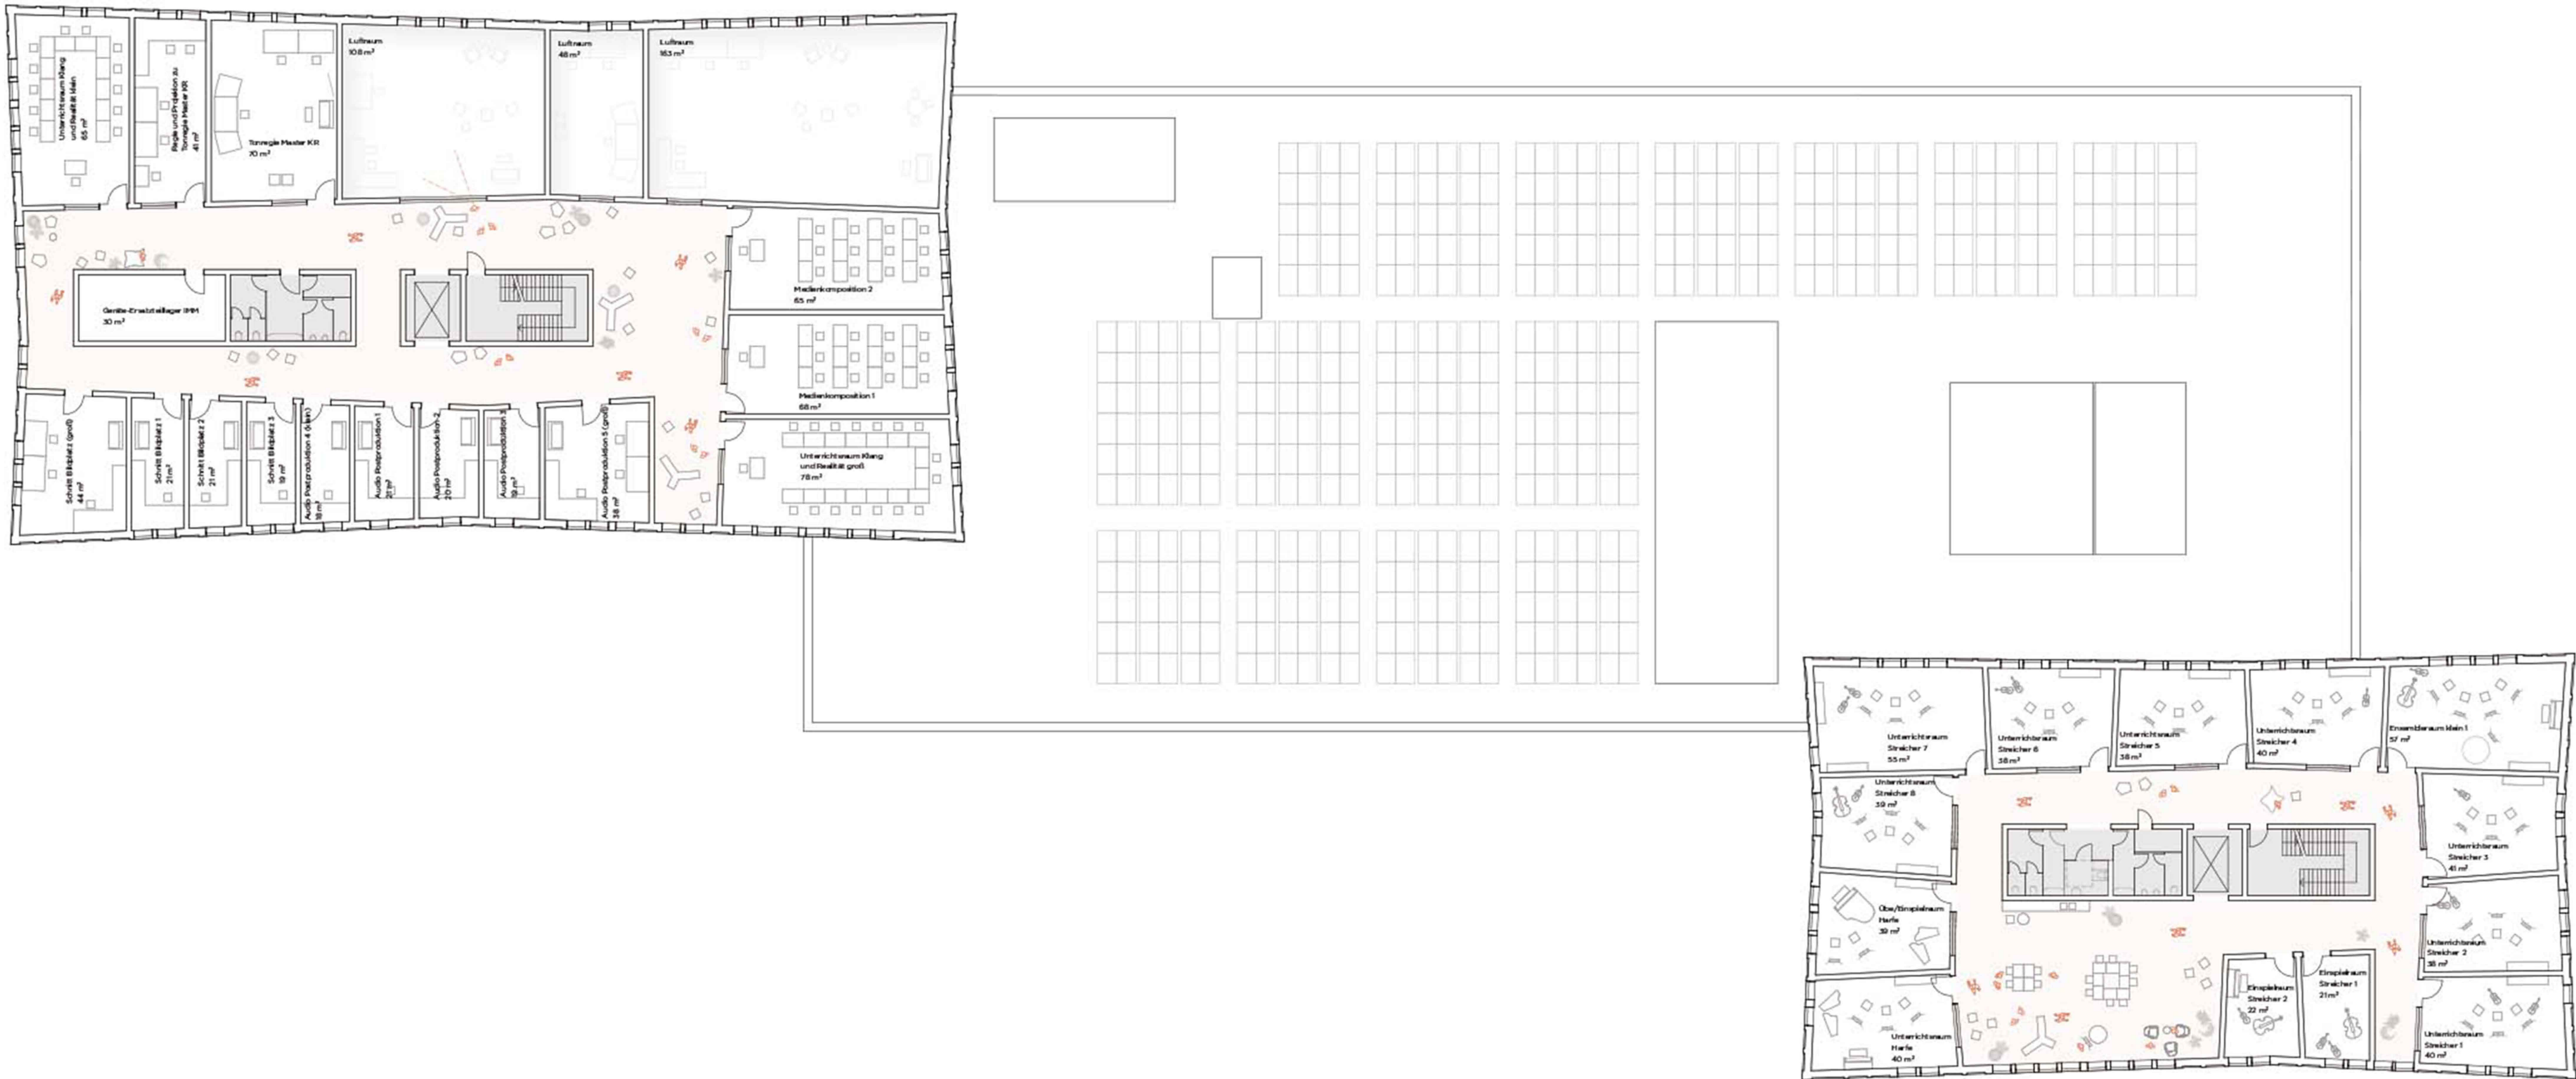 Unterrichtsraum Klang
und Realität klein
65 m²
Regie und Projektion zu
Tonregie Master KR
41 m²
Tonregie Master KR
70 m²
Luftraum
108 m²
Luftraum
48 m²
Luftraum
163 m²
Medienkomposition 2
65 m²
Geräte-Ersatzteillager IMM
30 m²
Medienkomposition 1
68 m²
Unterrichtsraum Klang
und Realität groß
78 m²
Schnitt Bildplatz (groß)
44 m²
Schnitt Bildplatz 1
21 m²
Schnitt Bildplatz 2
21 m²
Schnitt Bildplatz 3
19 m²
Audio Postproduktion 4 (klein)
18 m²
Audio Postproduktion 1
21 m²
Audio Postproduktion 2
20 m²
Audio Postproduktion 3
19 m²
Audio Postproduktion 5 (groß)
38 m²
Unterrichtsraum
Streicher 7
55 m²
Unterrichtsraum
Streicher 6
38 m²
Unterrichtsraum
Streicher 5
38 m²
Unterrichtsraum
Streicher 4
40 m²
Ensembleraum klein 1
57 m²
Unterrichtsraum
Streicher 8
39 m²
Unterrichtsraum
Streicher 3
41 m²
Übe/Einspielraum
Harfe
39 m²
Unterrichtsraum
Streicher 2
38 m²
Einspielraum
Streicher 2
22 m²
Einspielraum
Streicher 1
21 m²
Unterrichtsraum
Harfe
40 m²
Unterrichtsraum
Streicher 1
40 m²